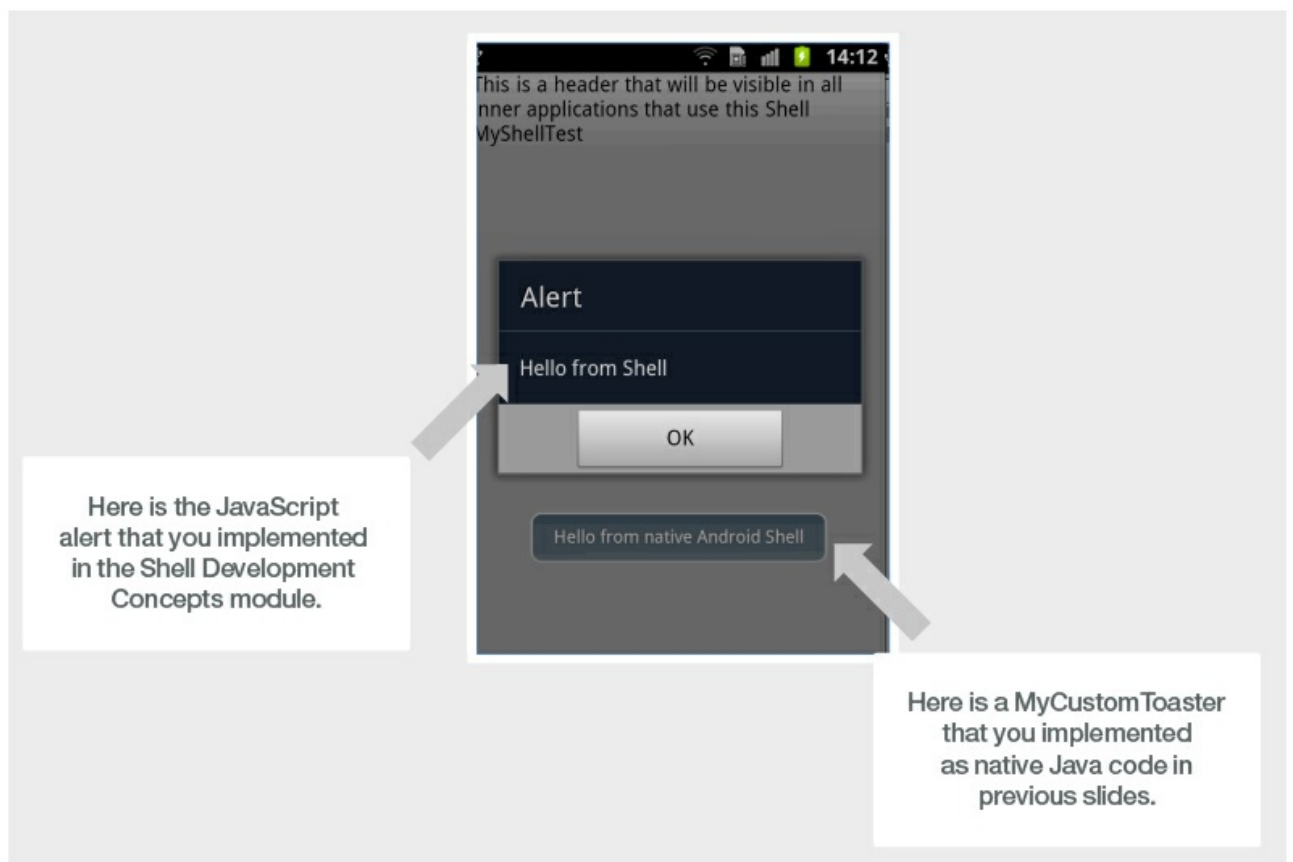 14:12
This is a header that will be visible in all
inner applications that use this Shell
MyShellTest
Alert
Hello from Shell
OK
Hello from native Android Shell
Here is the JavaScript
alert that you implemented
in the Shell Development
Concepts module.
Here is a MyCustomToaster
that you implemented
as native Java code in
previous slides.